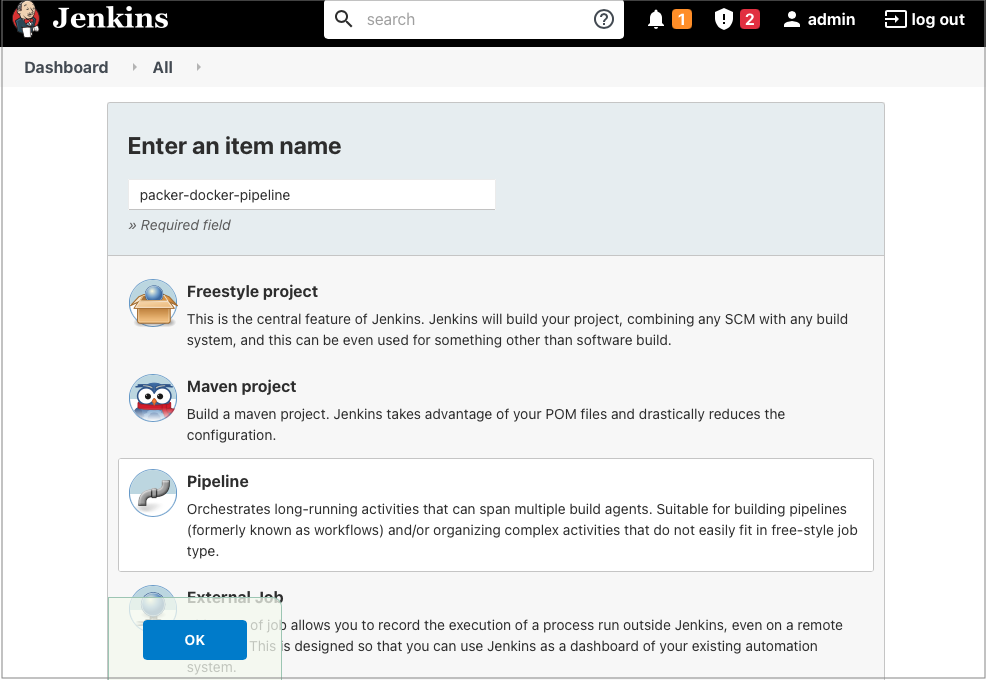 Jenkins
search
1
2
admin
log out
Dashboard
All
Enter an item name
packer-docker-pipeline
» Required field
Freestyle project
This is the central feature of Jenkins. Jenkins will build your project, combining any SCM with any build
system, and this can be even used for something other than software build.
Maven project
Build a maven project. Jenkins takes advantage of your POM files and drastically reduces the
configuration.
Pipeline
Orchestrates long-running activities that can span multiple build agents. Suitable for building pipelines
(formerly known as workflows) and/or organizing complex activities that do not easily fit in free-style job
type.
External Job
of job allows you to record the execution of a process run outside Jenkins, even on a remote
This is designed so that you can use Jenkins as a dashboard of your existing automation
system.
OK